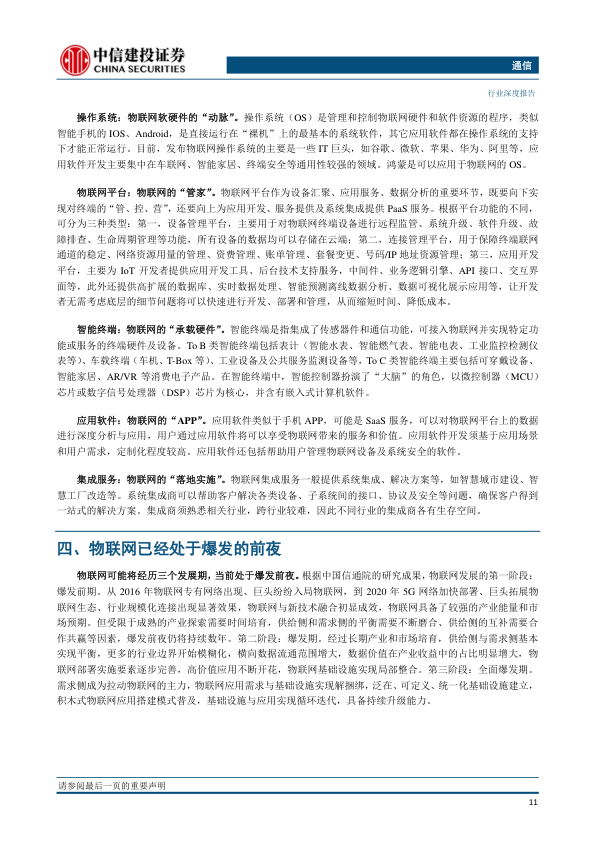 中信建投证券
CHINA SECURITIES
通信
行业深度报告
操作系统：物联网软硬件的“动脉”。操作系统（OS）是管理和控制物联网硬件和软件资源的程序，类似
智能手机的 IOS、Android，是直接运行在“裸机”上的最基本的系统软件，其它应用软件都在操作系统的支持
下才能正常运行。目前，发布物联网操作系统的主要是一些 IT 巨头，如谷歌、微软、苹果、华为、阿里等，应
用软件开发主要集中在车联网、智能家居、终端安全等通用性较强的领域。鸿蒙是可以应用于物联网的 OS。
物联网平台：物联网的“管家”。物联网平台作为设备汇聚、应用服务、数据分析的重要环节，既要向下实
现对终端的“管、控、营”，还要向上为应用开发、服务提供及系统集成提供 PaaS 服务。根据平台功能的不同，
可分为三种类型：第一，设备管理平台，主要用于对物联网终端设备进行远程监管、系统升级、软件升级、故
障排查、生命周期管理等功能，所有设备的数据均可以存储在云端；第二，连接管理平台，用于保障终端联网
通道的稳定、网络资源用量的管理、资费管理、账单管理、套餐变更、号码/IP 地址资源管理；第三，应用开发
平台，主要为 IoT 开发者提供应用开发工具、后台技术支持服务，中间件、业务逻辑引擎、API 接口、交互界
面等，此外还提供高扩展的数据库、实时数据处理、智能预测离线数据分析、数据可视化展示应用等，让开发
者无需考虑底层的细节问题将可以快速进行开发、部署和管理，从而缩短时间、降低成本。
智能终端：物联网的“承载硬件”。智能终端是指集成了传感器件和通信功能，可接入物联网并实现特定功
能或服务的终端硬件及设备。To B 类智能终端包括表计（智能水表、智能燃气表、智能电表、工业监控检测仪
表等）、车载终端（车机、T-Box 等）、工业设备及公共服务监测设备等，To C 类智能终端主要包括可穿戴设备、
智能家居、AR/VR 等消费电子产品。在智能终端中，智能控制器扮演了“大脑”的角色，以微控制器（MCU）
芯片或数字信号处理器（DSP）芯片为核心，并含有嵌入式计算机软件。
应用软件：物联网的“APP”。应用软件类似于手机 APP，可能是 SaaS 服务，可以对物联网平台上的数据
进行深度分析与应用，用户通过应用软件将可以享受物联网带来的服务和价值。应用软件开发须基于应用场景
和用户需求，定制化程度较高。应用软件还包括帮助用户管理物联网设备及系统安全的软件。
集成服务：物联网的“落地实施”。物联网集成服务一般提供系统集成、解决方案等，如智慧城市建设、智
慧工厂改造等。系统集成商可以帮助客户解决各类设备、子系统间的接口、协议及安全等问题，确保客户得到
一站式的解决方案。集成商须熟悉相关行业，跨行业较难，因此不同行业的集成商各有生存空间。
四、物联网已经处于爆发的前夜
物联网可能将经历三个发展期，当前处于爆发前夜。根据中国信通院的研究成果，物联网发展的第一阶段：
爆发前期。从 2016 年物联网专有网络出现、巨头纷纷入局物联网，到 2020 年 5G 网络加快部署、巨头拓展物
联网生态、行业规模化连接出现显著效果，物联网与新技术融合初显成效，物联网具备了较强的产业能量和市
场预期。但受限于成熟的产业探索需要时间培育，供给侧和需求侧的平衡需要不断磨合、供给侧的互补需要合
作共赢等因素，爆发前夜仍将持续数年。第二阶段：爆发期。经过长期产业和市场培育，供给侧与需求侧基本
实现平衡，更多的行业边界开始模糊化，横向数据流通范围增大，数据价值在产业收益中的占比明显增大，物
联网部署实施要素逐步完善，高价值应用不断开花，物联网基础设施实现局部整合。第三阶段：全面爆发期。
需求侧成为拉动物联网的主力，物联网应用需求与基础设施实现解捆绑，泛在、可定义、统一化基础设施建立，
积木式物联网应用搭建模式普及，基础设施与应用实现循环迭代，具备持续升级能力。
请参阅最后一页的重要声明
11